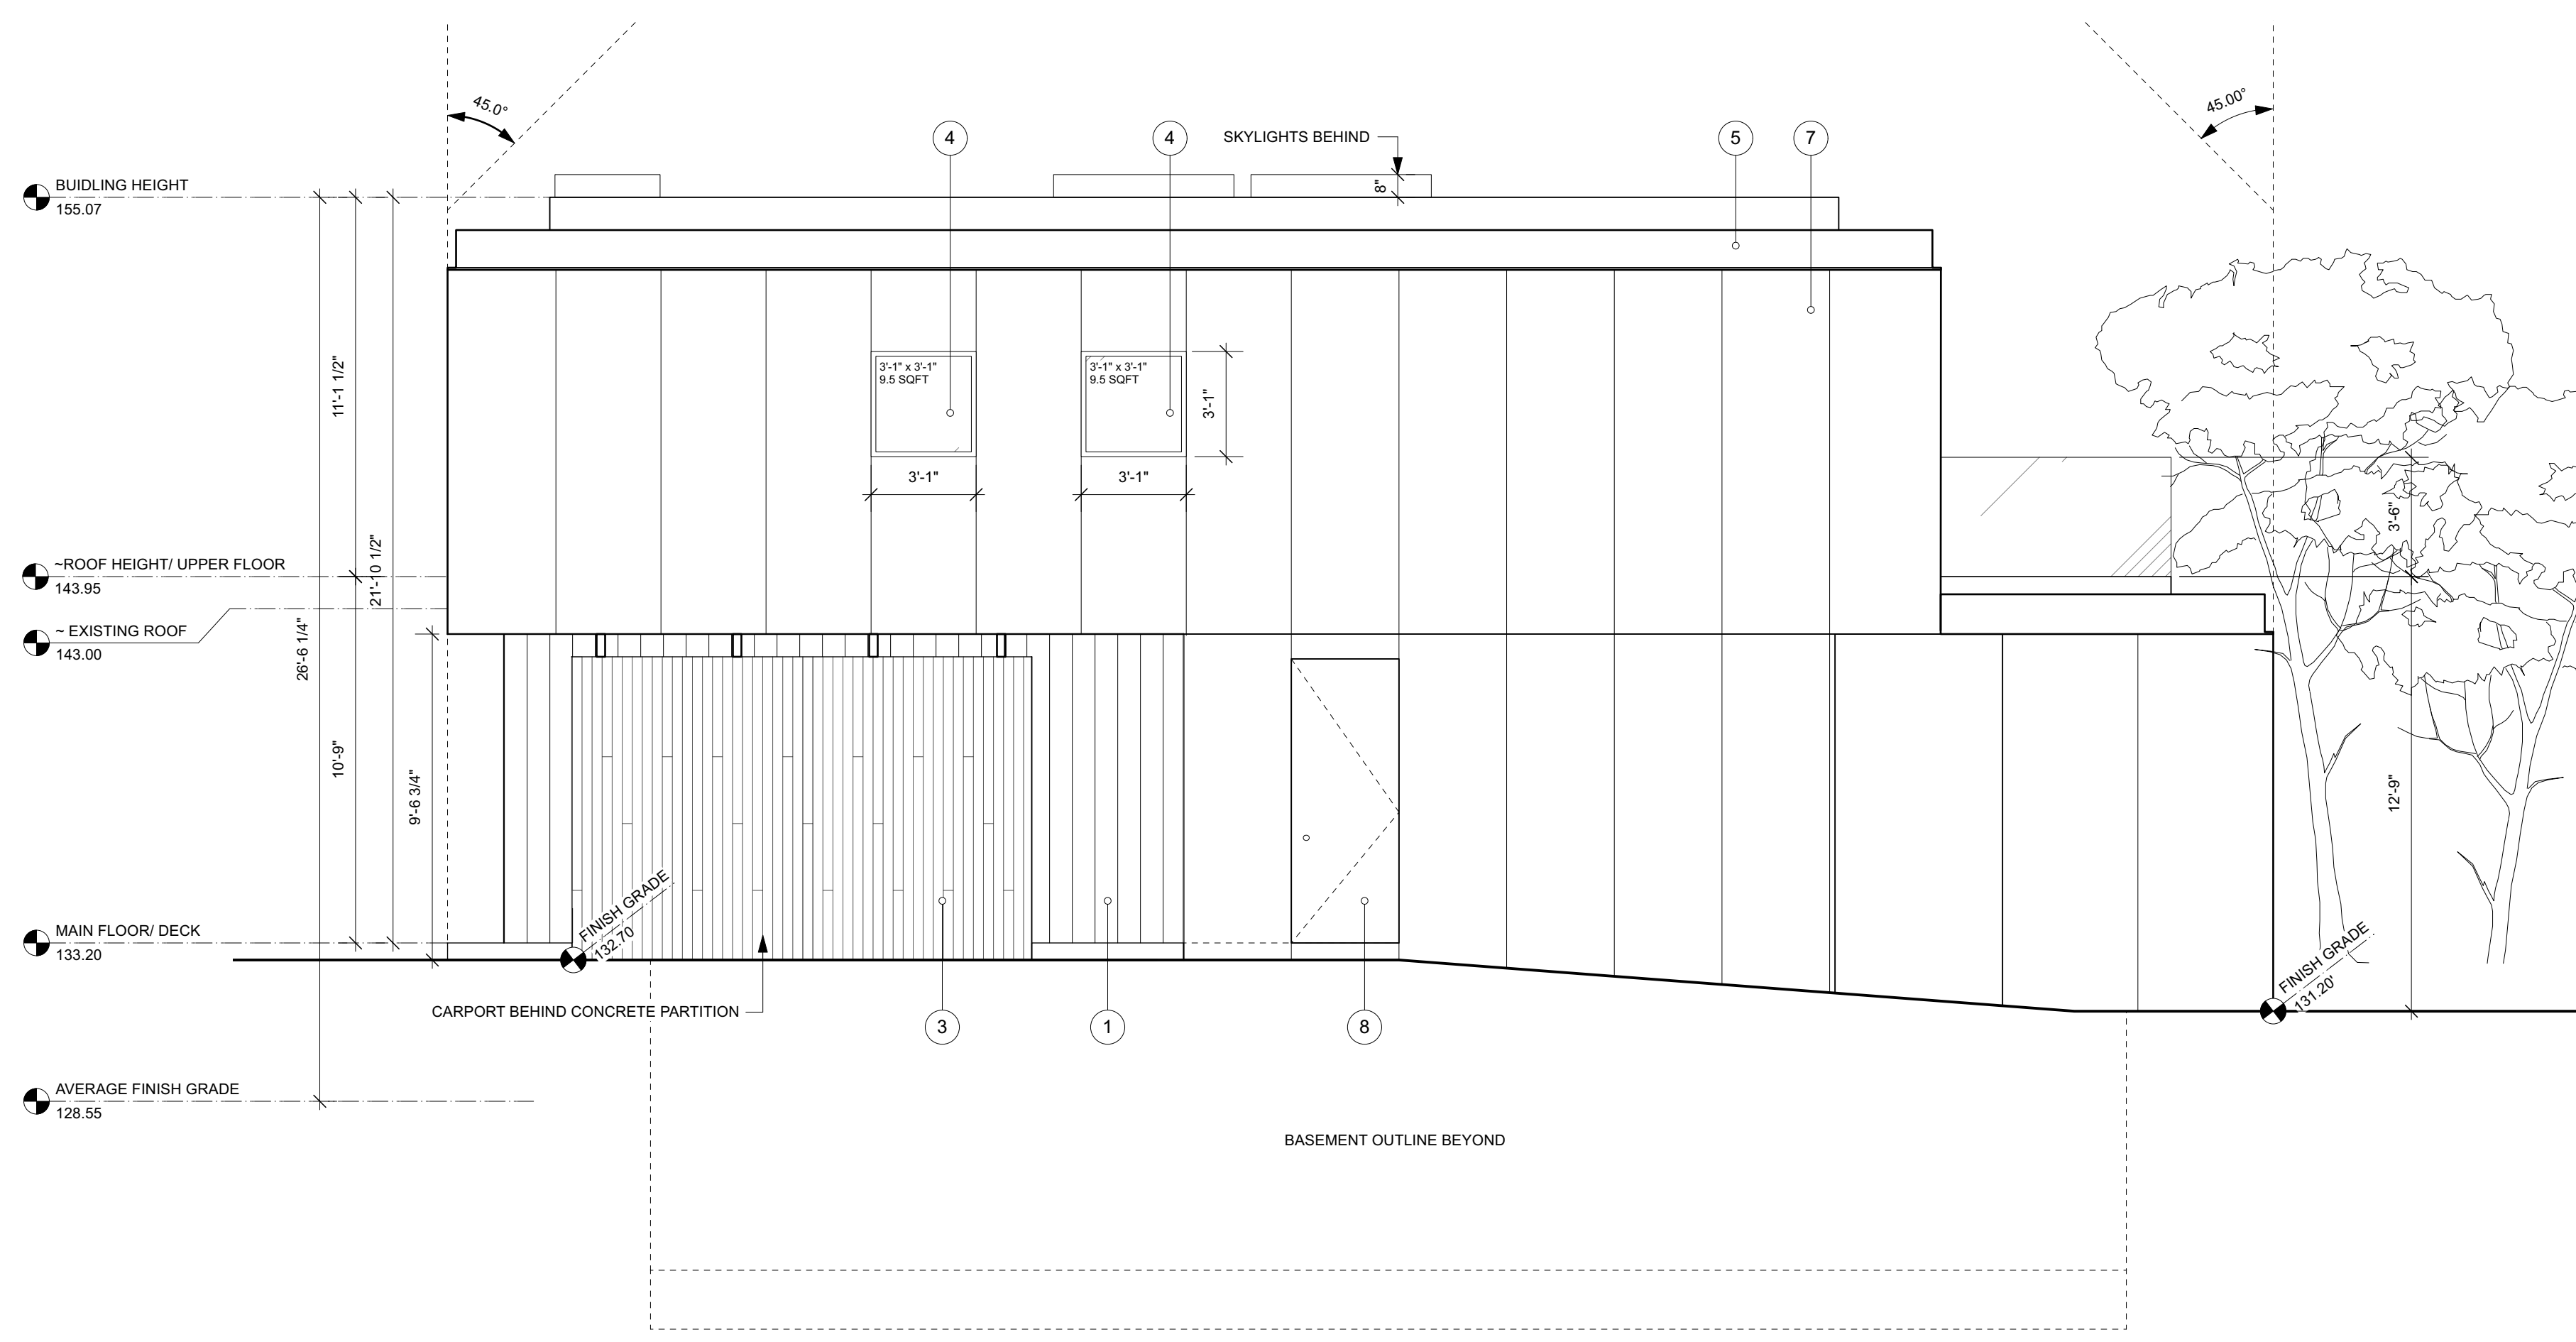 45.0°
45.00°
4
4
SKYLIGHTS BEHIND
5
7
8"
BUIDLING HEIGHT
155.07
3'-1" x 3'-1"
9.5 SQFT
3'-1" x 3'-1"
9.5 SQFT
3'-1"
3'-1"
3'-1"
11'-1 1/2"
21'-10 1/2"
26'-6 1/4"
3'-6"
~ROOF HEIGHT/ UPPER FLOOR
143.95
~ EXISTING ROOF
143.00
10'-9"
9'-6 3/4"
12'-9"
MAIN FLOOR/ DECK
133.20
FINISH GRADE
132.70
FINISH GRADE
131.20'
CARPORT BEHIND CONCRETE PARTITION
3
1
8
AVERAGE FINISH GRADE
128.55
BASEMENT OUTLINE BEYOND